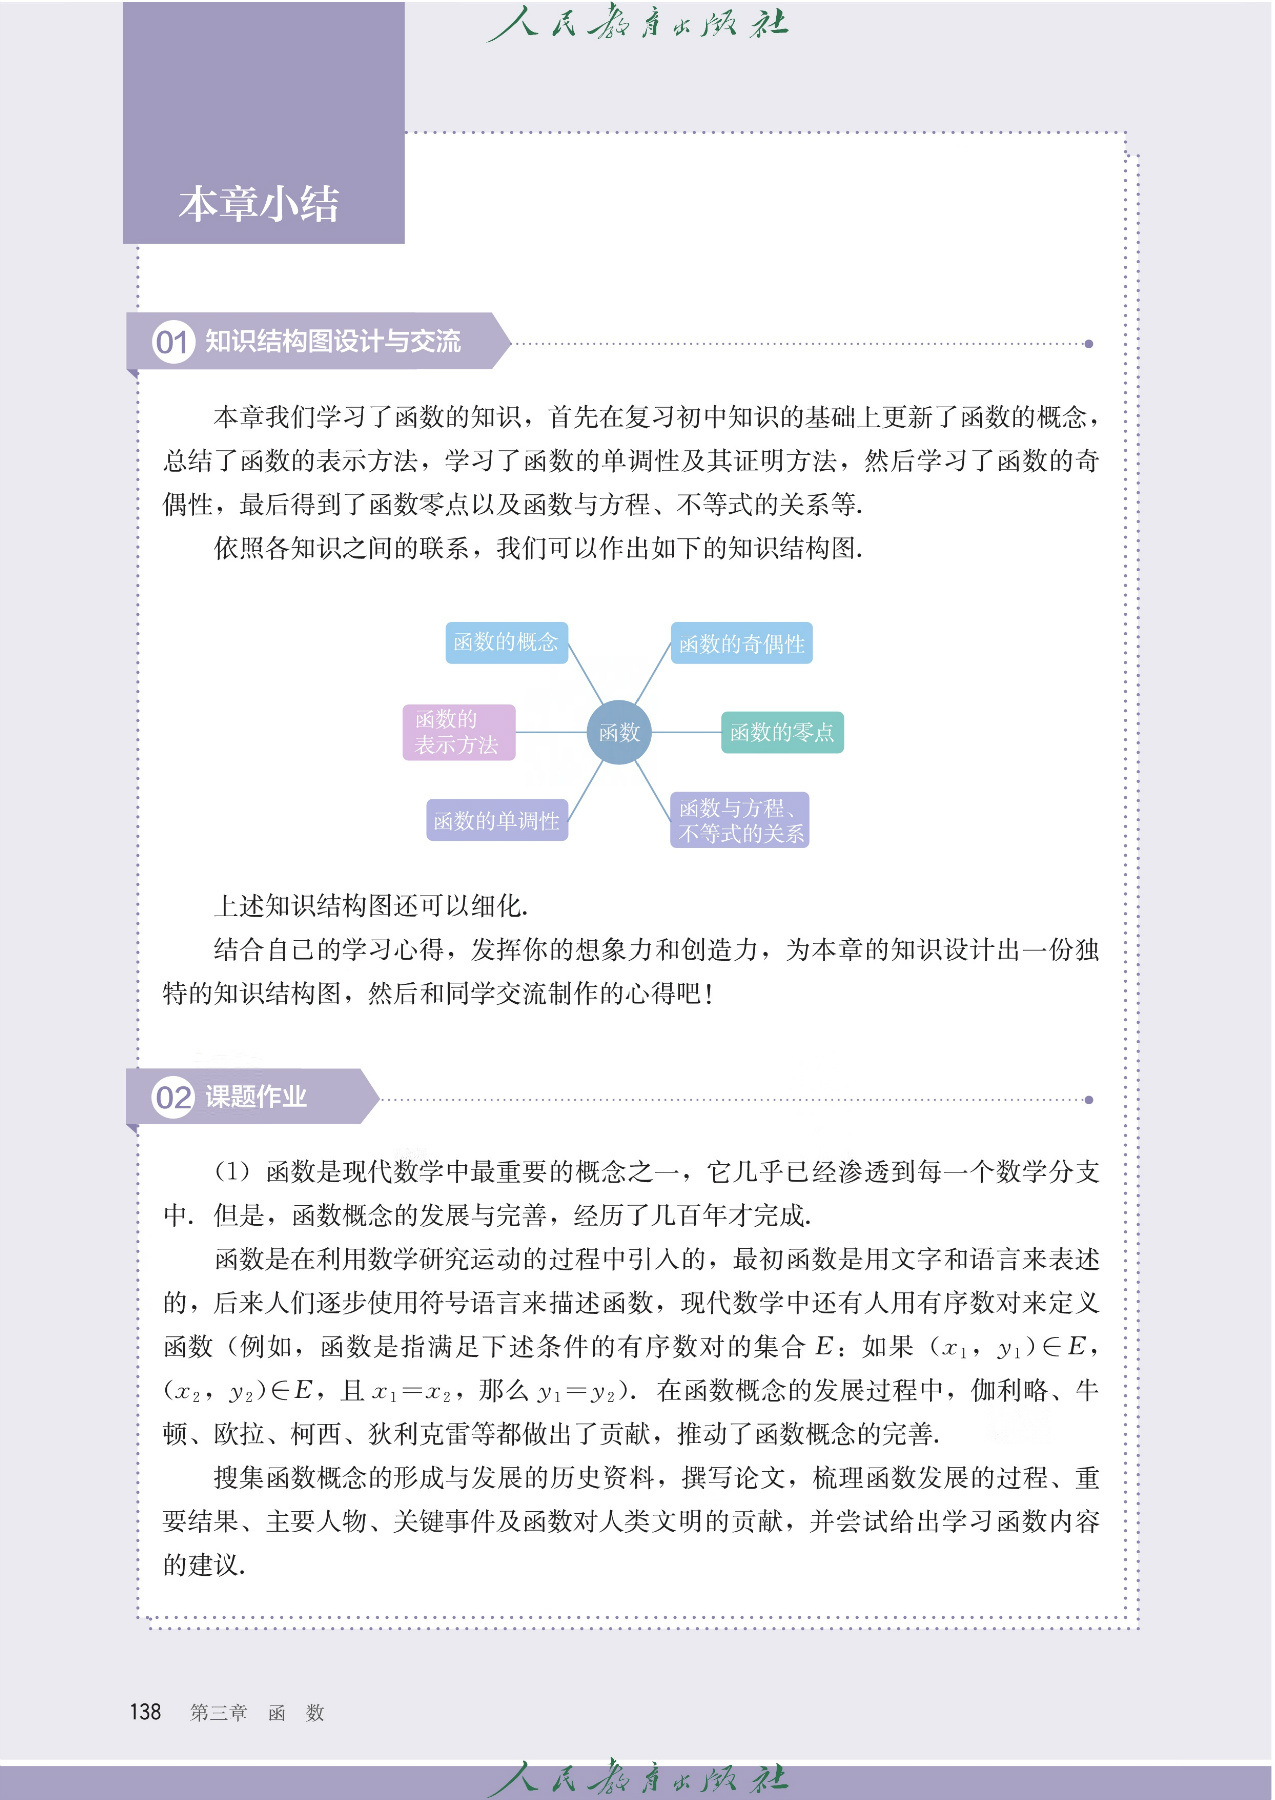 人民教育出版社
本章小结
01 知识结构图设计与交流
本章我们学习了函数的知识，首先在复习初中知识的基础上更新了函数的概念，
总结了函数的表示方法，学习了函数的单调性及其证明方法，然后学习了函数的奇
偶性，最后得到了函数零点以及函数与方程、不等式的关系等.
依照各知识之间的联系，我们可以作出如下的知识结构图.
函数的概念
函数的奇偶性
函数的
表示方法
函数
函数的零点
函数的单调性
函数与方程、
不等式的关系
上述知识结构图还可以细化.
结合自己的学习心得，发挥你的想象力和创造力，为本章的知识设计出一份独
特的知识结构图，然后和同学交流制作的心得吧！
02 课题作业
（1）函数是现代数学中最重要的概念之一，它几乎已经渗透到每一个数学分支
中. 但是，函数概念的发展与完善，经历了几百年才完成.
函数是在利用数学研究运动的过程中引入的，最初函数是用文字和语言来表述
的，后来人们逐步使用符号语言来描述函数，现代数学中还有人用有序数对来定义
函数（例如，函数是指满足下述条件的有序数对的集合 E：如果 (x₁，y₁)∈E，
(x₂，y₂)∈E，且 x₁=x₂，那么 y₁=y₂）. 在函数概念的发展过程中，伽利略、牛
顿、欧拉、柯西、狄利克雷等都做出了贡献，推动了函数概念的完善.
搜集函数概念的形成与发展的历史资料，撰写论文，梳理函数发展的过程、重
要结果、主要人物、关键事件及函数对人类文明的贡献，并尝试给出学习函数内容
的建议.
138 第三章 函 数
人民教育出版社